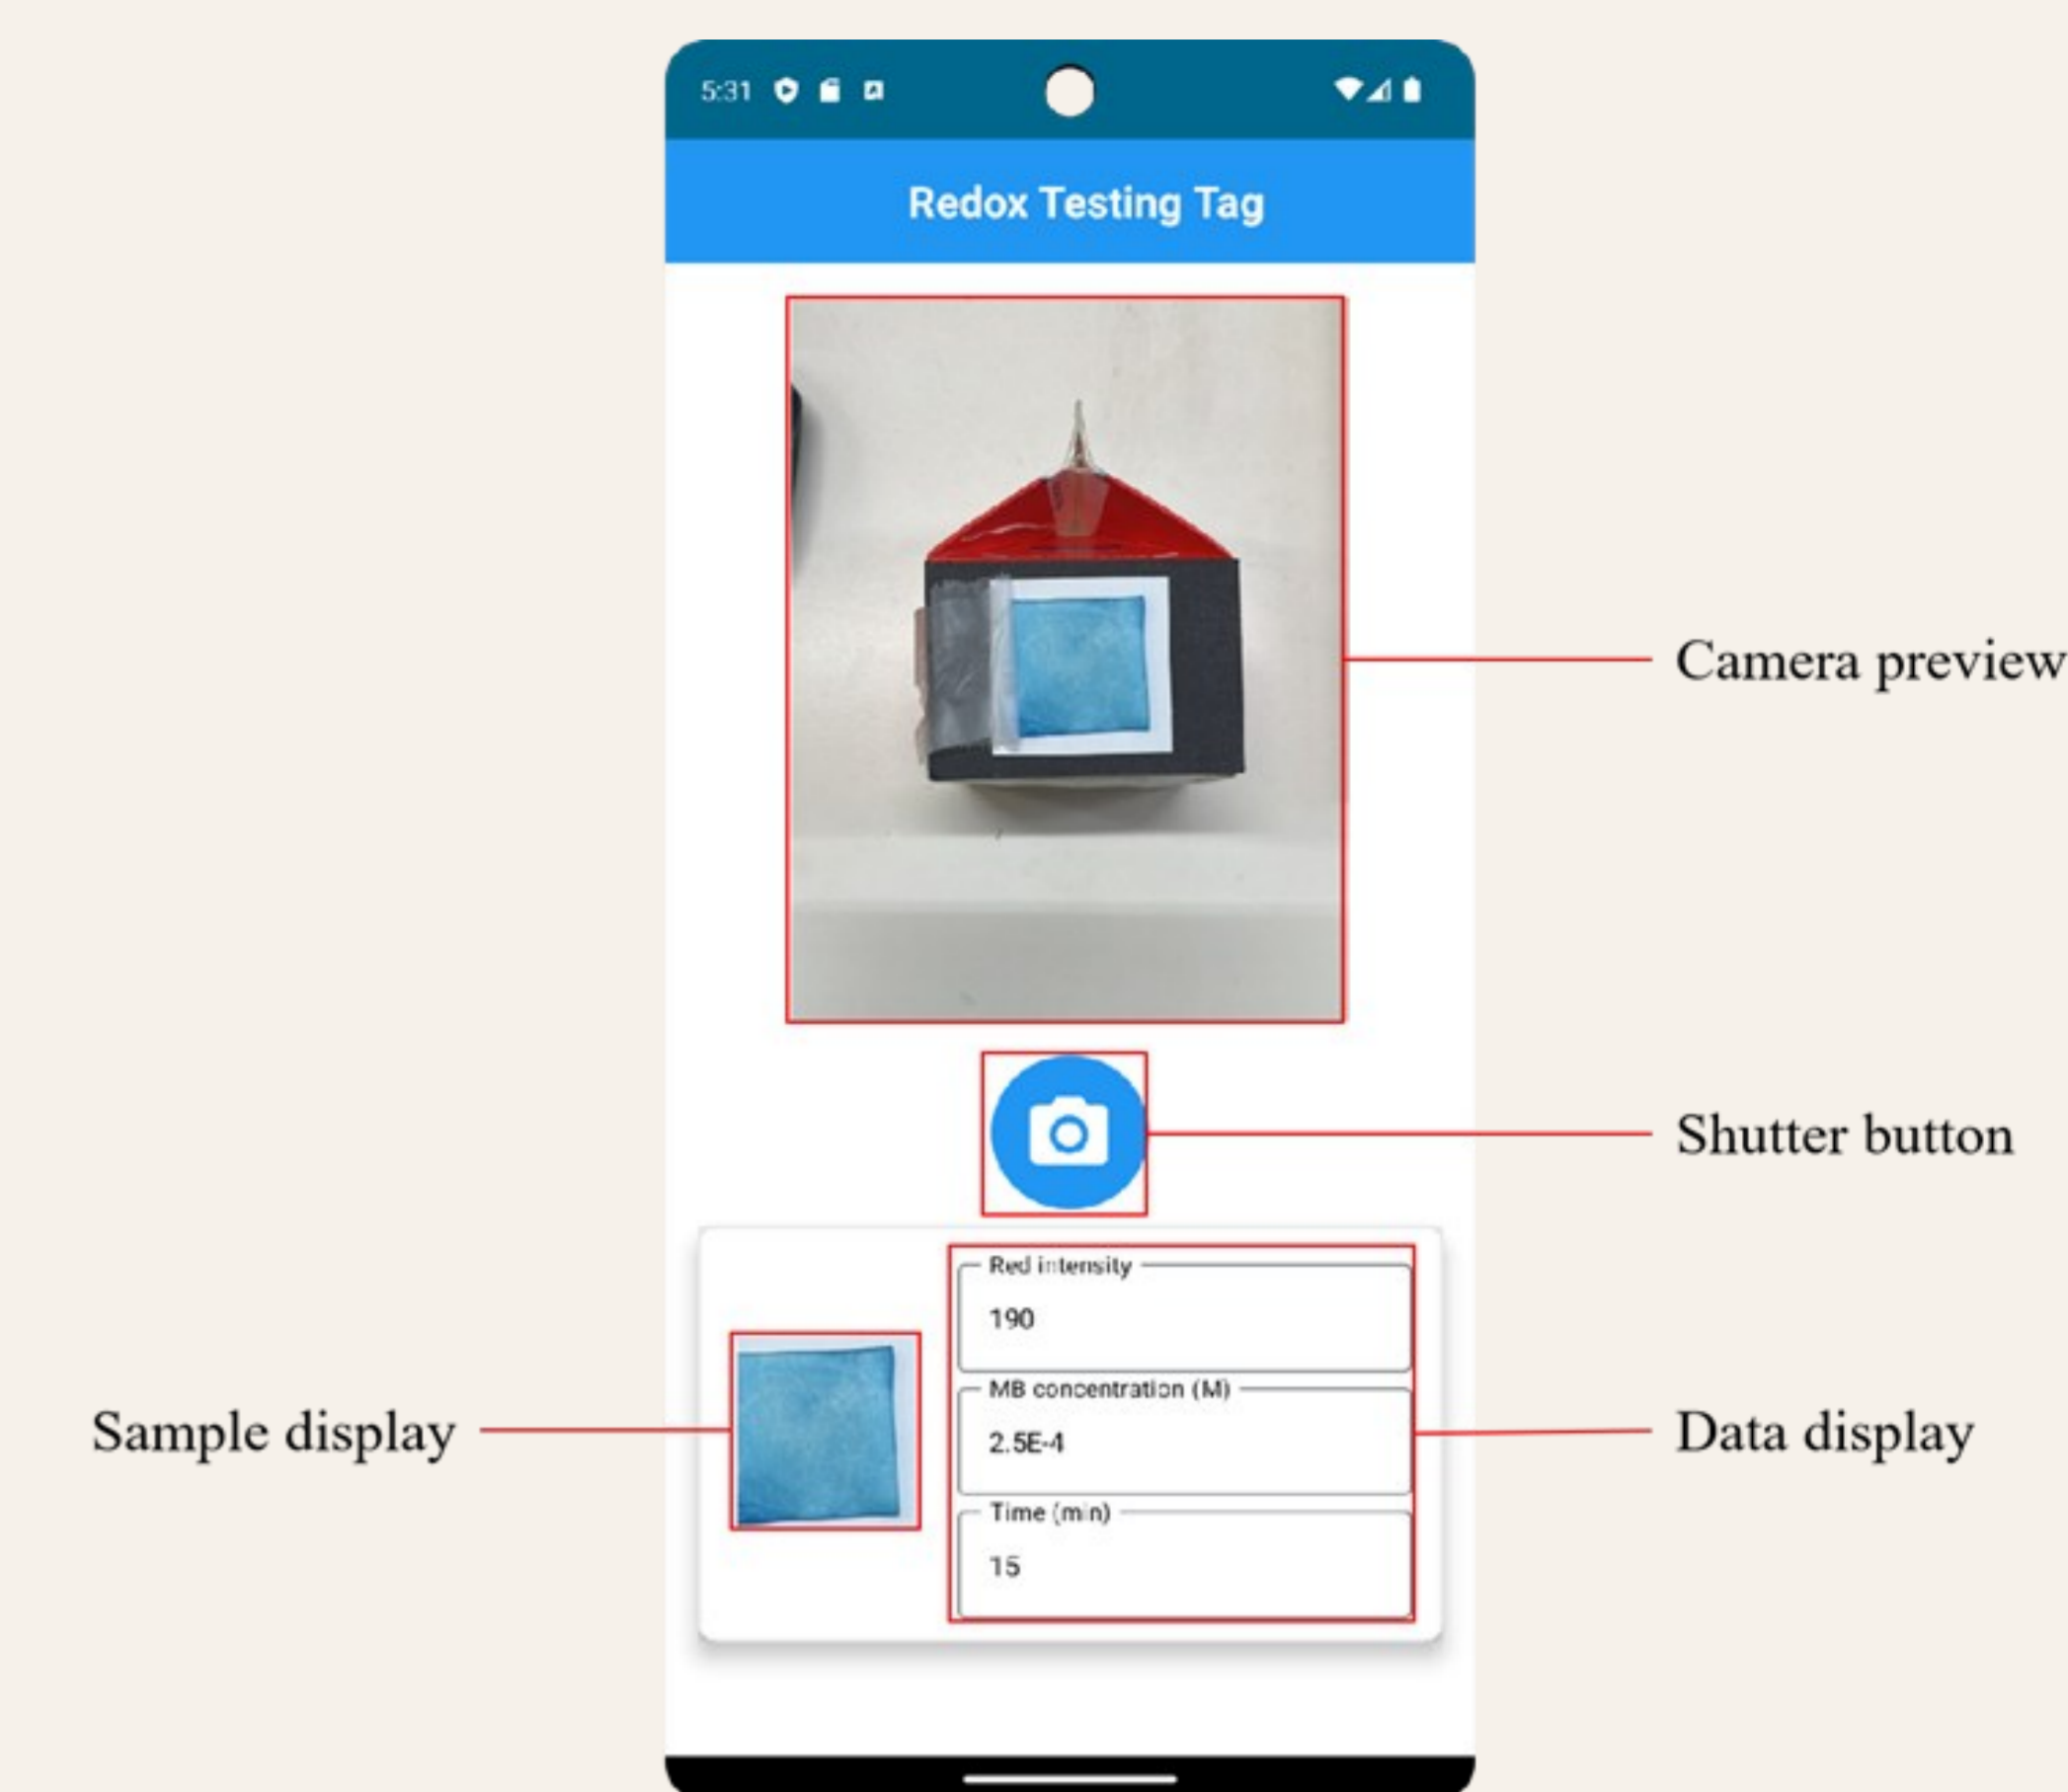 5:31
Redox Testing Tag
Camera preview
Shutter button
Red intensity
190
MB concentration (M)
2.5E-4
Sample display
Data display
Time (min)
15